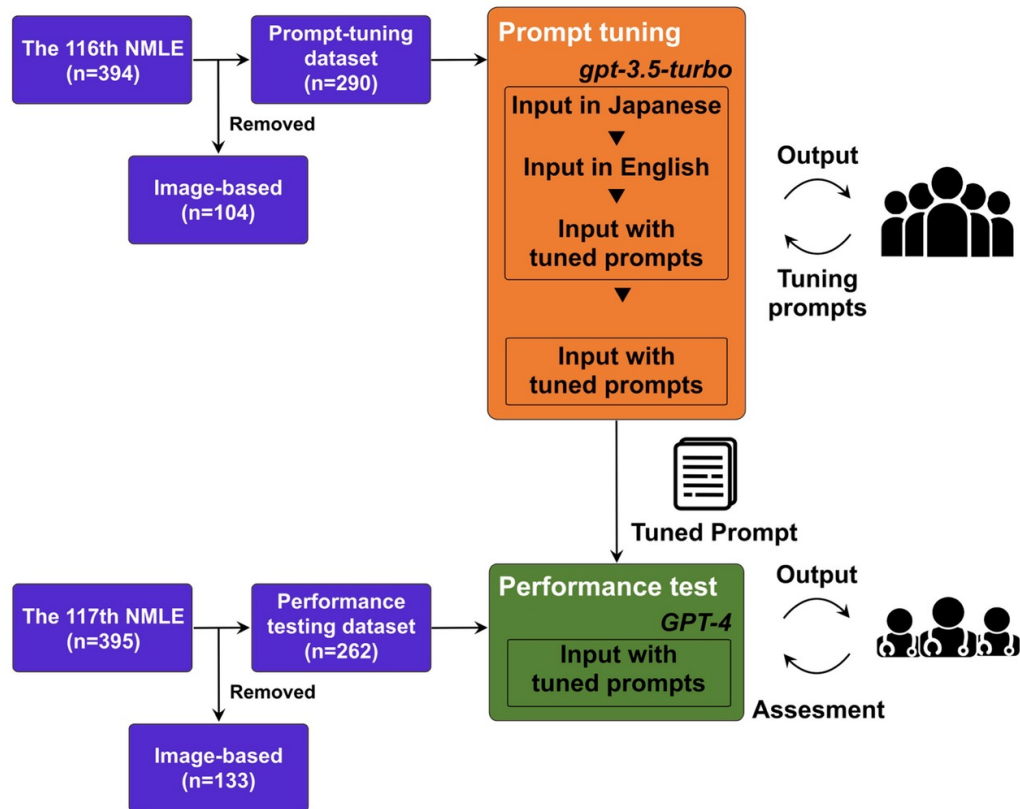 The 116th NMLE
(n=394)
Prompt-tuning
dataset
(n=290)
Removed
Image-based
(n=104)
Prompt tuning
gpt-3.5-turbo
Input in Japanese
Input in English
Input with
tuned prompts
Input with
tuned prompts
Output
Tuning
prompts
Tuned Prompt
The 117th NMLE
(n=395)
Performance
testing dataset
(n=262)
Removed
Image-based
(n=133)
Performance test
GPT-4
Input with
tuned prompts
Output
Assesment